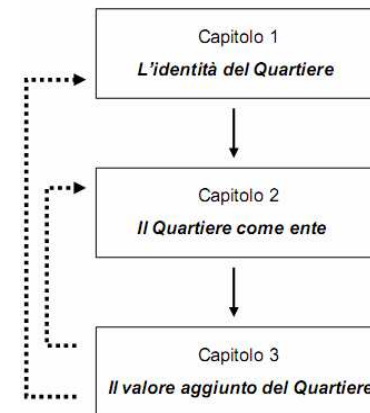 Capitolo 1
L'identità del Quartiere
Capitolo 2
Il Quartiere come ente
Capitolo 3
Il valore aggiunto del Quartiere